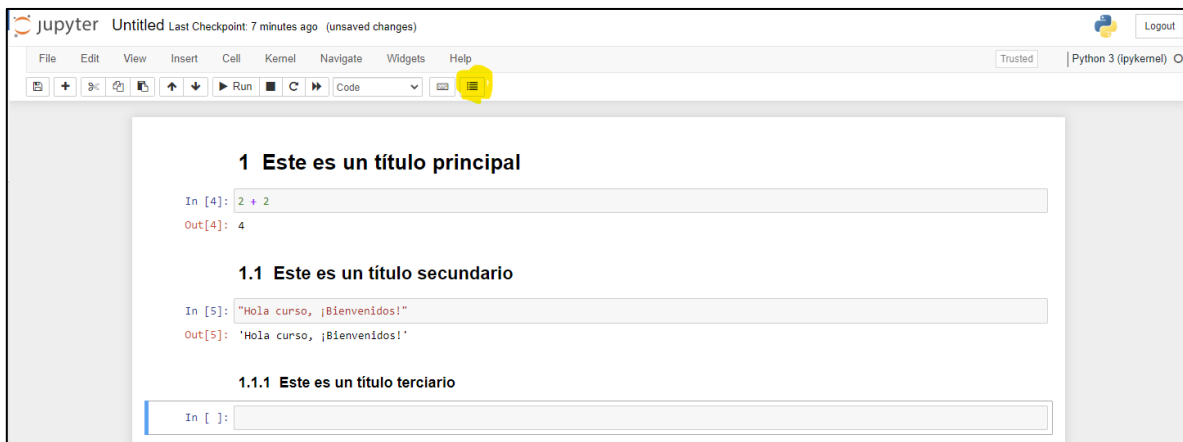 jupyter Untitled Last Checkpoint: 7 minutes ago (unsaved changes) Logout
File Edit View Insert Cell Kernel Navigate Widgets Help Trusted Python 3 (ipykernel)
Run Code
1 Este es un título principal
In [4]: 2 + 2
Out[4]: 4
1.1 Este es un título secundario
In [5]: "Hola curso, ¡Bienvenidos!"
Out[5]: 'Hola curso, ¡Bienvenidos!'
1.1.1 Este es un título terciario
In [ ]: